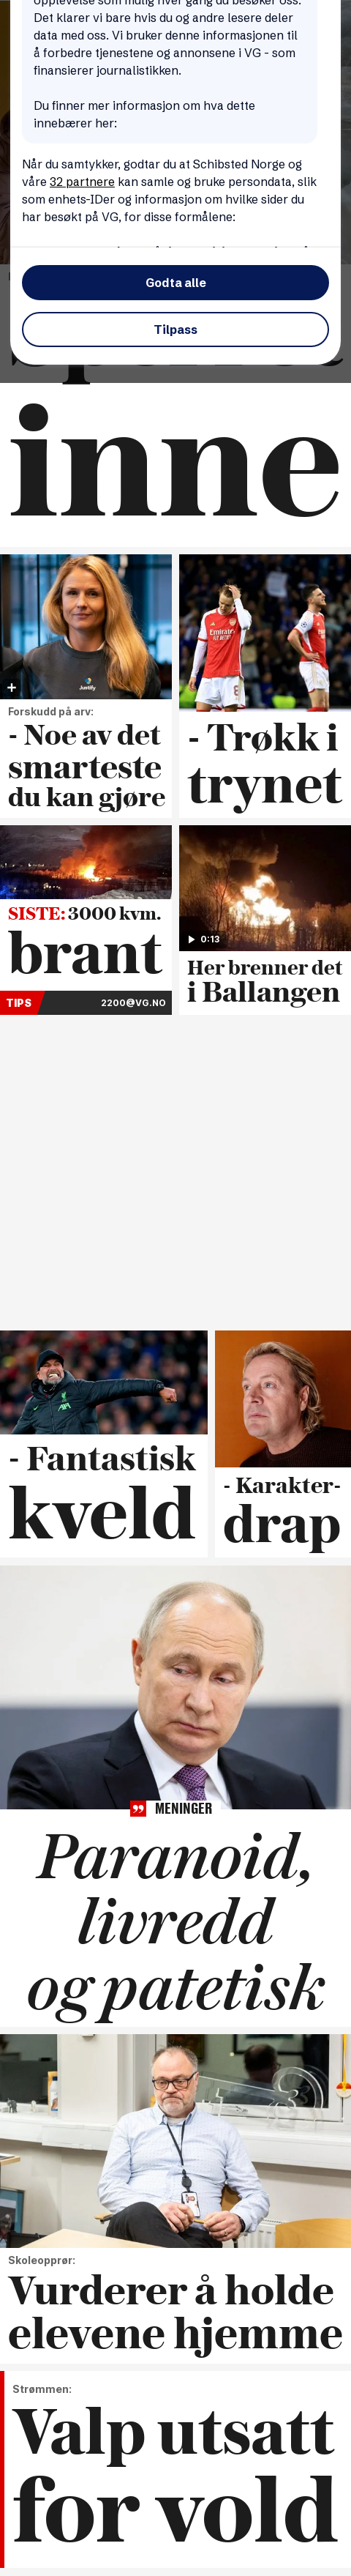 opplevelse som mulig hver gang du besøker oss.
Det klarer vi bare hvis du og andre lesere deler
data med oss. Vi bruker denne informasjonen til
å forbedre tjenestene og annonsene i VG - som
finansierer journalistikken.
Du finner mer informasjon om hva dette
innebærer her:
Når du samtykker, godtar du at Schibsted Norge og
våre 32 partnere kan samle og bruke persondata, slik
som enhets-IDer og informasjon om hvilke sider du
har besøkt på VG, for disse formålene:
Godta alle
Tilpass
inne
Justify
Forskudd på arv:
- Noe av det
smarteste
du kan gjøre
- Trøkk i
trynet
SISTE: 3000 kvm.
brant
TIPS 2200@VG.NO
0:13
Her brenner det
i Ballangen
- Fantastisk
kveld
- Karakter-
drap
MENINGER
Paranoid,
livredd
og patetisk
Skoleopprør:
Vurderer å holde
elevene hjemme
Strømmen:
Valp utsatt
for vold